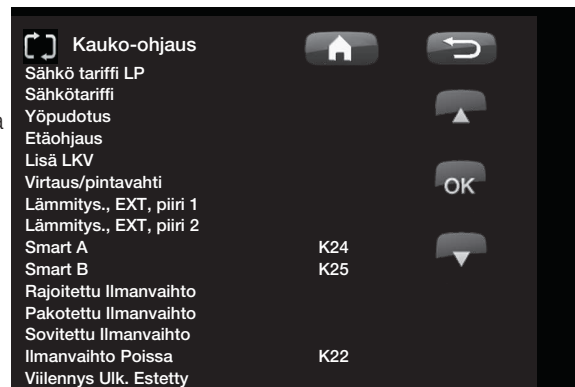 Kauko-ohjaus
Sähkö tariffi LP
Sähkötariffi
Yöpudotus
Etäohjaus
Lisä LKV
Virtaus/pintavahti
OK
Lämmitys., EXT, piiri 1
Lämmitys., EXT, piiri 2
Smart A K24
Smart B K25
Rajoitettu Ilmanvaihto
Pakotettu Ilmanvaihto
Sovitettu Ilmanvaihto
Ilmanvaihto Poissa K22
Viilennys Ulk. Estetty